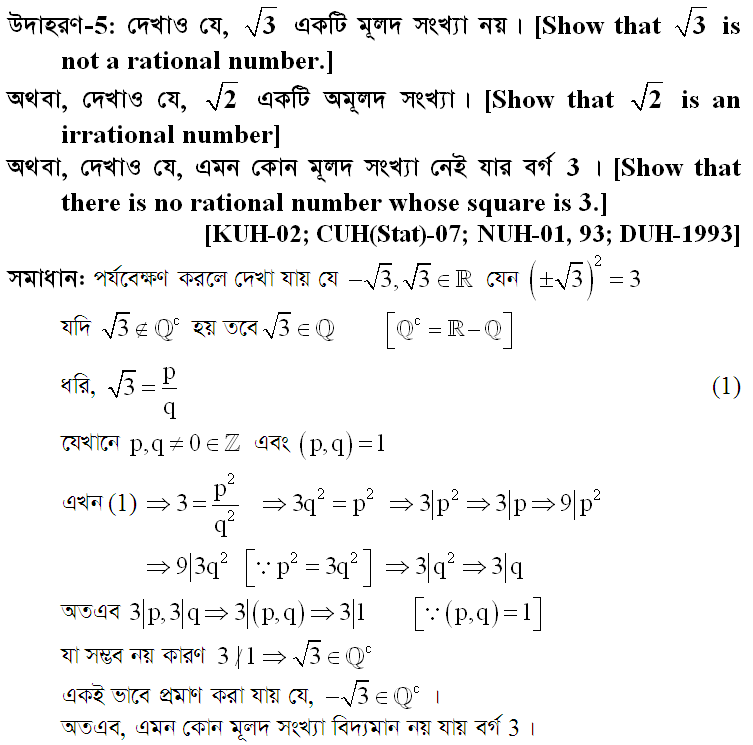 উদাহরণ-5: দেখাও যে, √3 একটি মূলদ সংখ্যা নয়। [Show that √3 is
not a rational number.]
অথবা, দেখাও যে, √2 একটি অমূলদ সংখ্যা। [Show that √2 is an
irrational number]
অথবা, দেখাও যে, এমন কোন মূলদ সংখ্যা নেই যার বর্গ 3 । [Show that
there is no rational number whose square is 3.]
[KUH-02; CUH(Stat)-07; NUH-01, 93; DUH-1993]
সমাধান: পর্যবেক্ষণ করলে দেখা যায় যে −√3, √3 ∈ ℝ যেন (±√3)² = 3
যদি √3 ∉ ℚᶜ হয় তবে √3 ∈ ℚ [ℚᶜ = ℝ − ℚ]
ধরি, √3 = p/q (1)
যেখানে p, q ≠ 0 ∈ ℤ এবং (p, q) = 1
এখন (1) ⇒ 3 = p²/q² ⇒ 3q² = p² ⇒ 3|p² ⇒ 3|p ⇒ 9|p²
⇒ 9|3q² [∵ p² = 3q²] ⇒ 3|q² ⇒ 3|q
অতএব 3|p, 3|q ⇒ 3|(p, q) ⇒ 3|1 [∵ (p, q) = 1]
যা সম্ভব নয় কারণ 3 ∤ 1 ⇒ √3 ∈ ℚᶜ
একই ভাবে প্রমাণ করা যায় যে, −√3 ∈ ℚᶜ ।
অতএব, এমন কোন মূলদ সংখ্যা বিদ্যমান নয় যায় বর্গ 3 ।